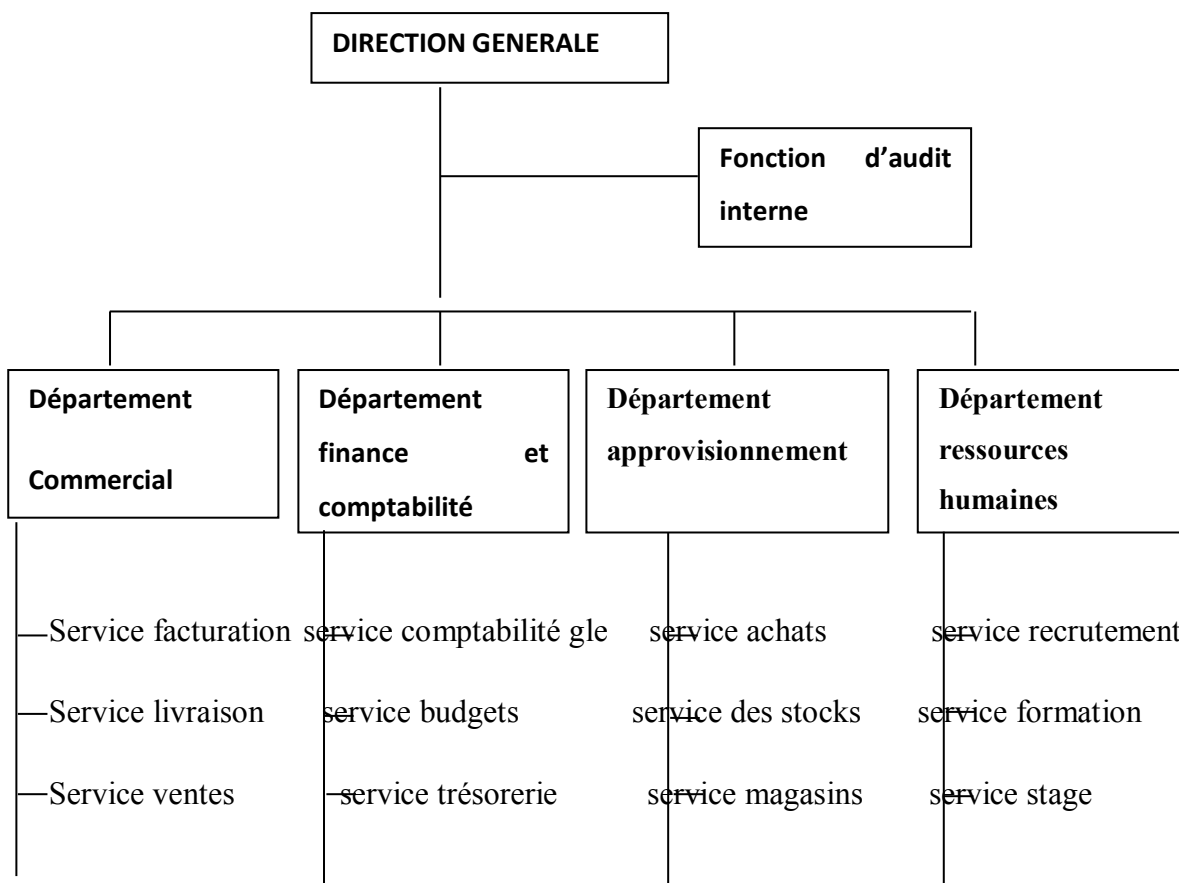 DIRECTION GENERALE
Fonction d’audit
interne
Département
Commercial
Département
finance et
comptabilité
Département
approvisionnement
Département
ressources
humaines
Service facturation
Service livraison
Service ventes
service comptabilité gle
service budgets
service trésorerie
service achats
service des stocks
service magasins
service recrutement
service formation
service stage